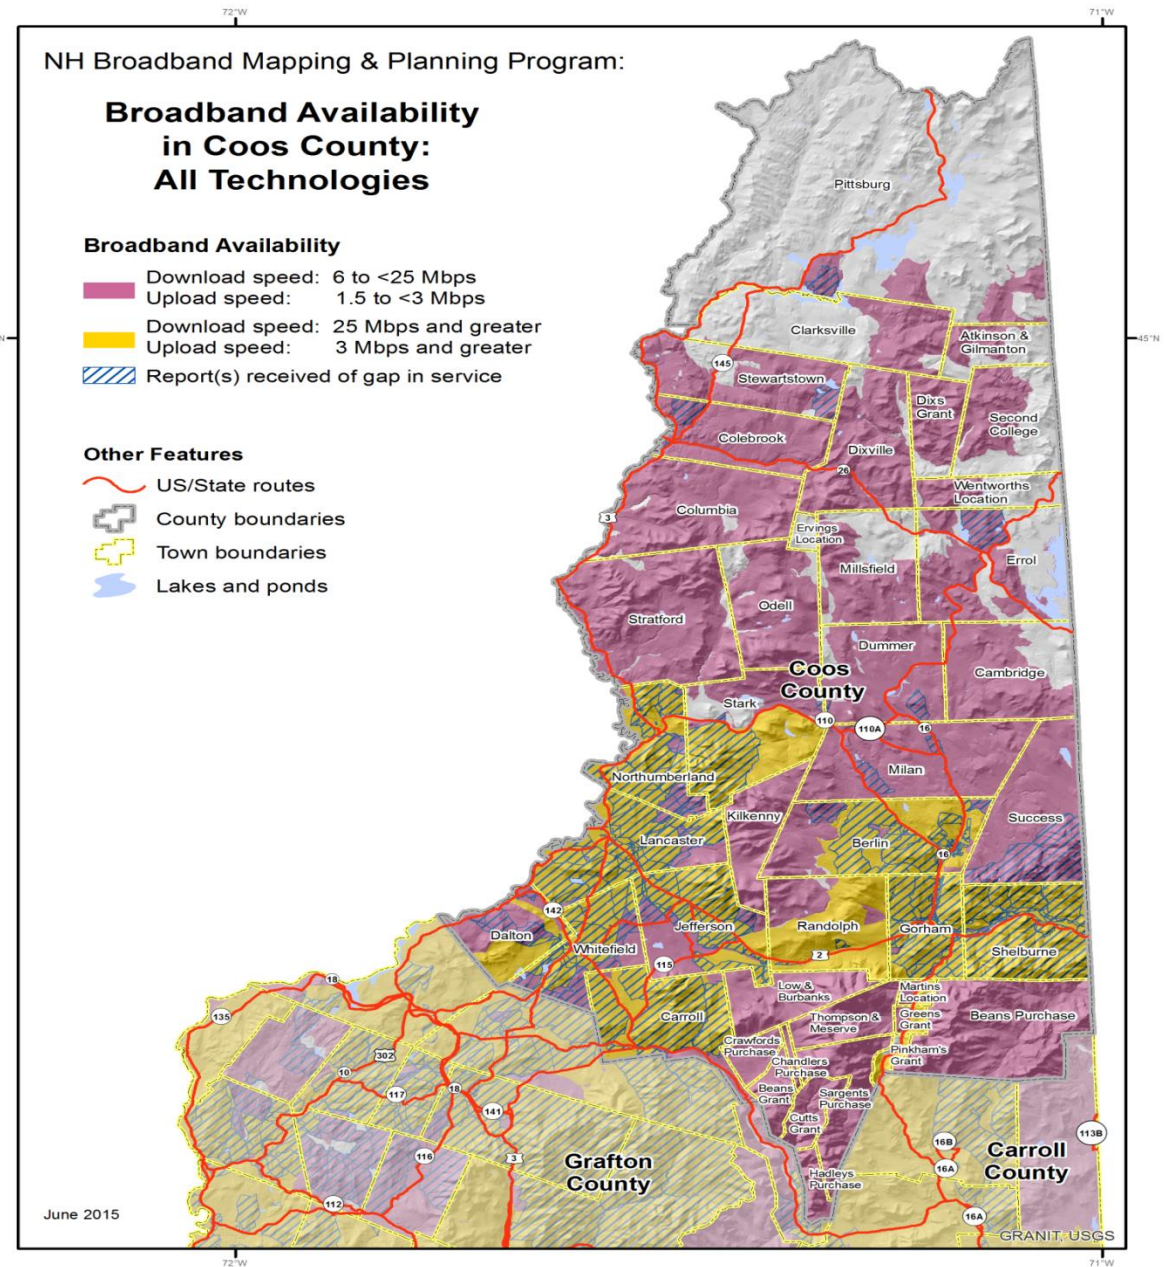 72°W
71°W
NH Broadband Mapping & Planning Program:
Broadband Availability
in Coos County:
All Technologies
Broadband Availability
Download speed: 6 to <25 Mbps
Upload speed: 1.5 to <3 Mbps
Download speed: 25 Mbps and greater
Upload speed: 3 Mbps and greater
Report(s) received of gap in service
Other Features
US/State routes
County boundaries
Town boundaries
Lakes and ponds
Pittsburg
Clarksville
Atkinson &
Gilmanton
45°N
145
Stewartstown
Dixs
Grant
Second
College
Colebrook
Dixville
26
Wentworths
Location
Columbia
3
Ervings
Location
Millsfield
Errol
Odell
Stratford
Dummer
Coos
County
Cambridge
Stark
110
110A
16
Milan
Northumberland
Kilkenny
Success
Lancaster
Berlin
16
142
Dalton
Jefferson
Randolph
Gorham
Whitefield
2
Shelburne
115
18
Low &
Burbanks
Martins
Location
135
Carroll
Thompson &
Meserve
Greens
Grant
Beans Purchase
Crawfords
Purchase
Pinkham's
Grant
302
Chandlers
Purchase
10
117
18
Beans
Grant
Sargents
Purchase
141
Cutts
Grant
113B
16B
116
3
Grafton
County
Carroll
County
16A
Hadleys
Purchase
112
16A
June 2015
GRANIT, USGS
72°W
71°W